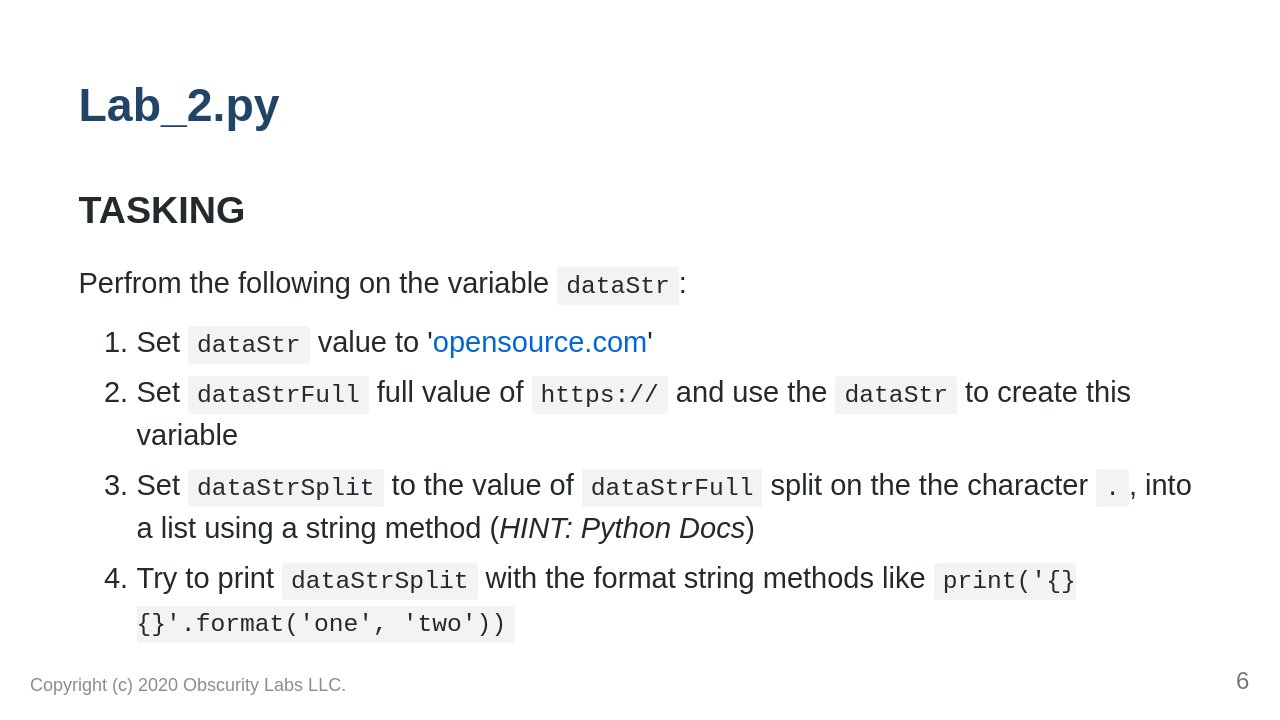 Lab_2.py
TASKING
Perfrom the following on the variable dataStr:
1. Set dataStr value to 'opensource.com'
2. Set dataStrFull full value of https:// and use the dataStr to create this
variable
3. Set dataStrSplit to the value of dataStrFull split on the the character ., into
a list using a string method (HINT: Python Docs)
4. Try to print dataStrSplit with the format string methods like print('{}
{}'.format('one', 'two'))
Copyright (c) 2020 Obscurity Labs LLC.
6